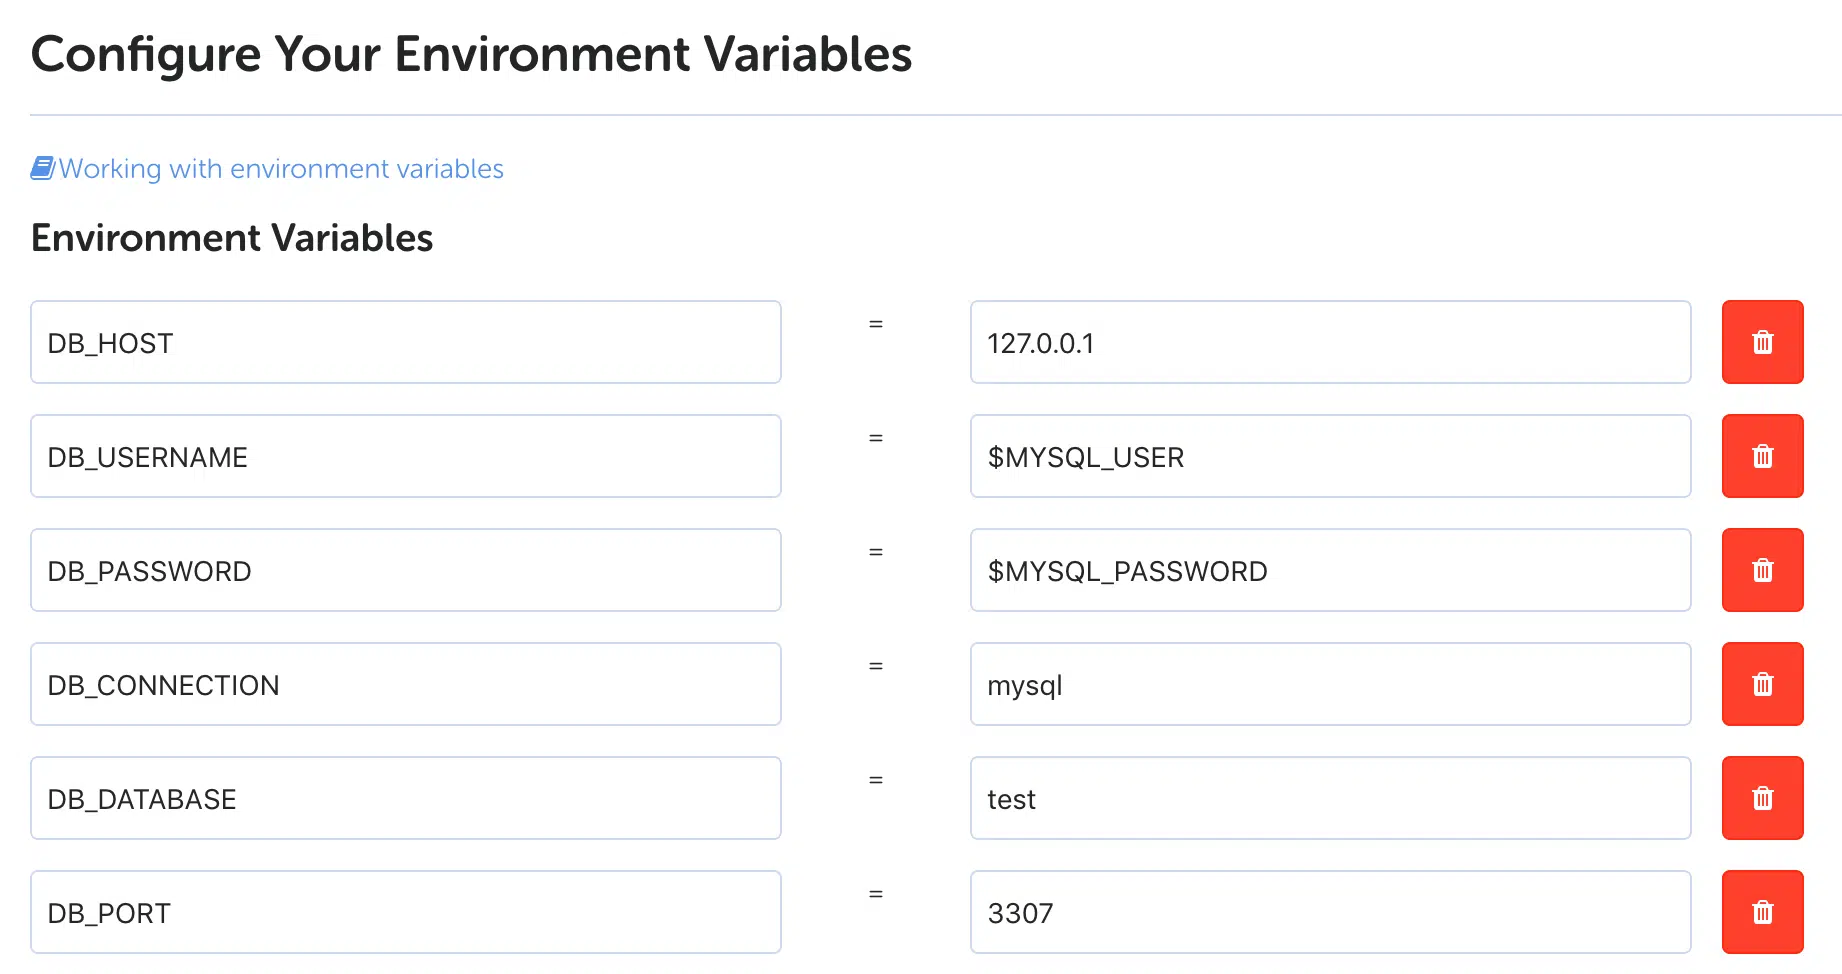 Configure Your Environment Variables
Working with environment variables
Environment Variables
DB_HOST = 127.0.0.1
DB_USERNAME = $MYSQL_USER
DB_PASSWORD = $MYSQL_PASSWORD
DB_CONNECTION = mysql
DB_DATABASE = test
DB_PORT = 3307